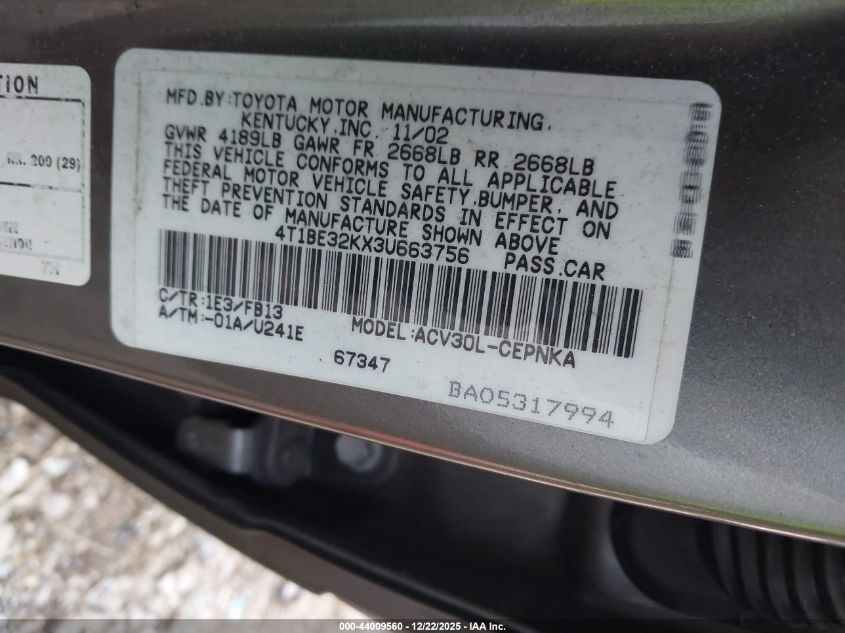 TION
200 (29)
MFD.BY:TOYOTA MOTOR MANUFACTURING,
KENTUCKY,INC. 11/02
GVWR 4189LB GAWR FR 2668LB RR 2668LB
THIS VEHICLE CONFORMS TO ALL APPLICABLE
FEDERAL MOTOR VEHICLE SAFETY,BUMPER, AND
THEFT PREVENTION STANDARDS IN EFFECT ON
THE DATE OF MANUFACTURE SHOWN ABOVE
4T1BE32KX3U663756 PASS.CAR
C/TR:1E3/FB13
A/TM:-01A/U241E MODEL:ACV30L-CEPNKA
67347
BA05317994
000-44009560 - 12/22/2025 - IAA Inc.